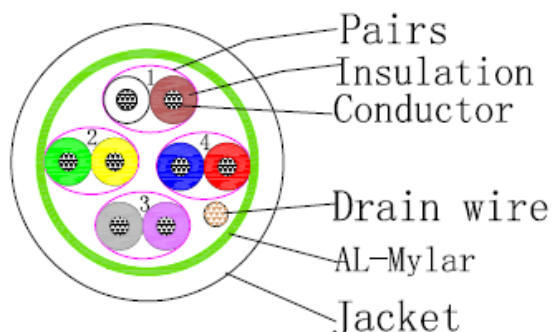 Pairs
Insulation
Conductor
Drain wire
AL-Mylar
Jacket
1
2
4
3